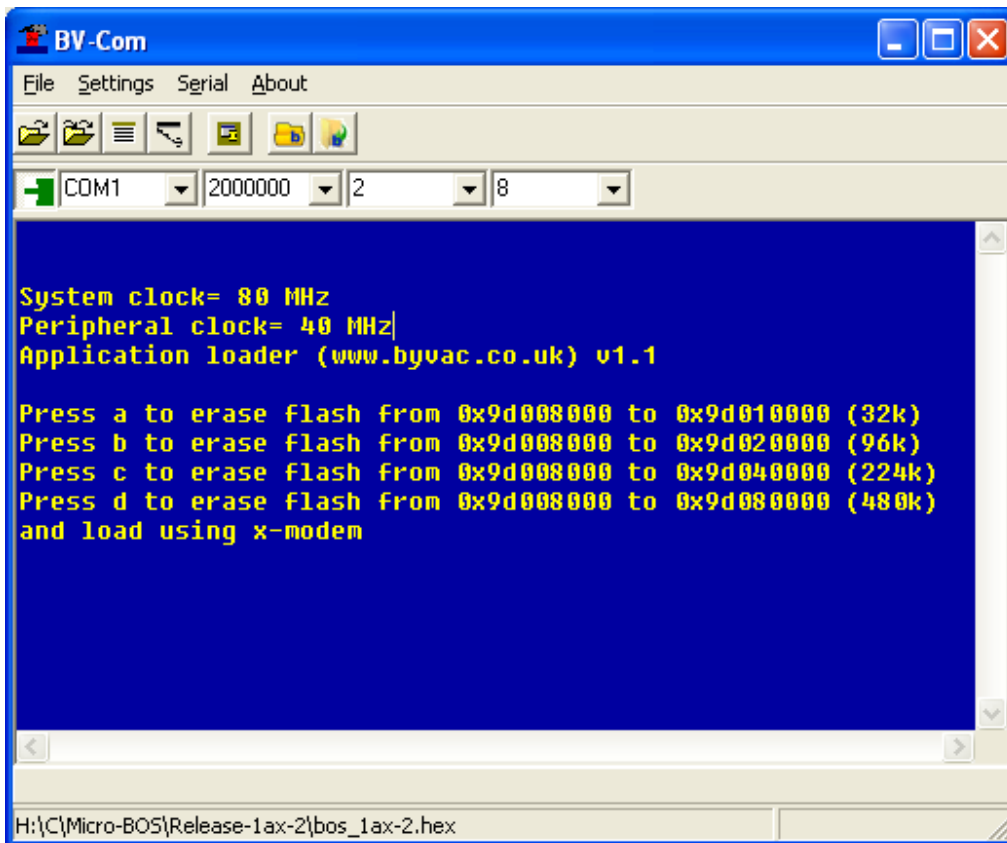 BV-Com
File Settings Serial About
COM1 2000000 2 8
System clock= 80 MHz
Peripheral clock= 40 MHz
Application loader (www.byvac.co.uk) v1.1
Press a to erase flash from 0x9d008000 to 0x9d010000 (32k)
Press b to erase flash from 0x9d008000 to 0x9d020000 (96k)
Press c to erase flash from 0x9d008000 to 0x9d040000 (224k)
Press d to erase flash from 0x9d008000 to 0x9d080000 (480k)
and load using x-modem
H:\C\Micro-BOS\Release-1ax-2\bos_1ax-2.hex